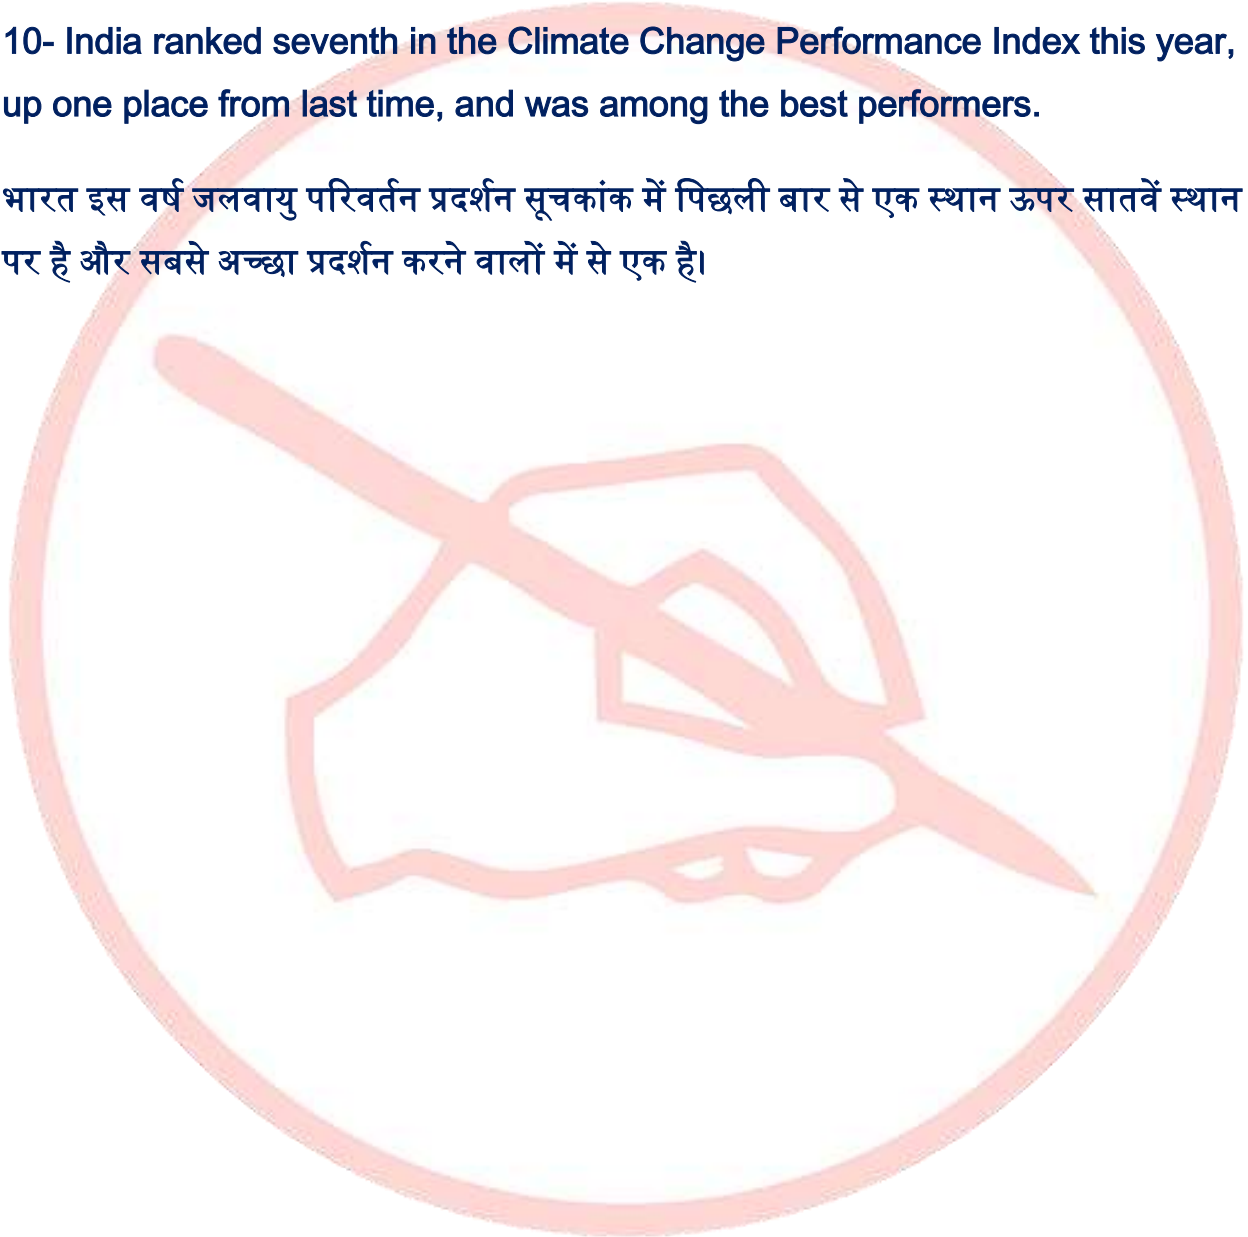 10- India ranked seventh in the Climate Change Performance Index this year,
up one place from last time, and was among the best performers.
भारत इस वर्ष जलवायु परिवर्तन प्रदर्शन सूचकांक में पिछली बार से एक स्थान ऊपर सातवें स्थान
पर है और सबसे अच्छा प्रदर्शन करने वालों में से एक है।